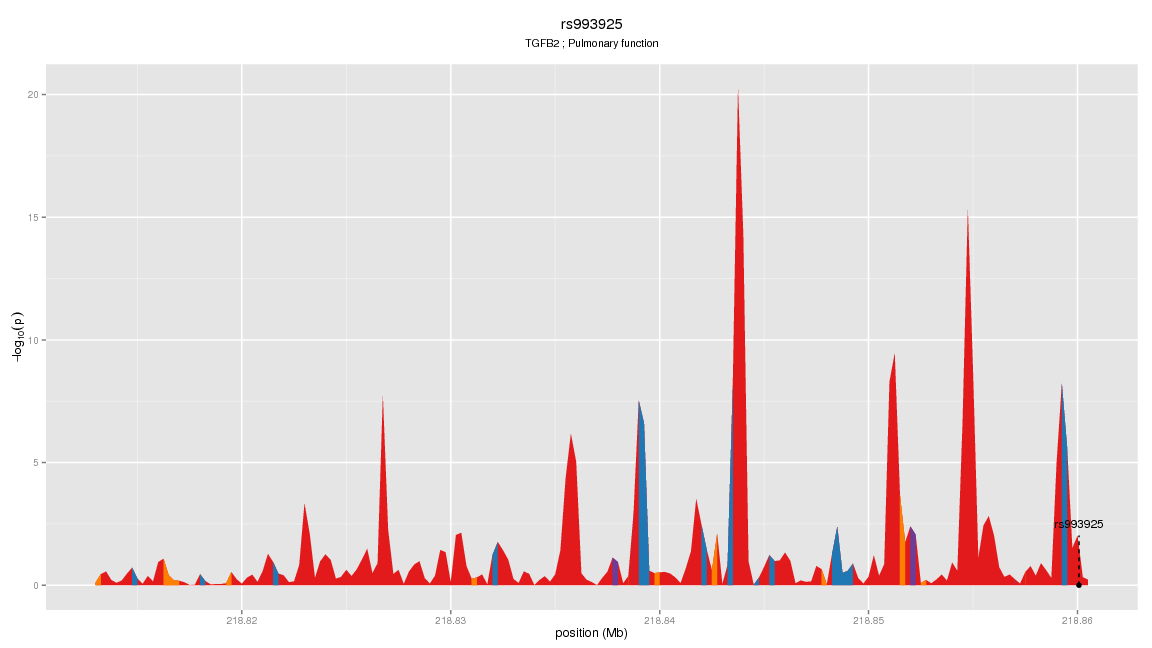 rs993925
TGFB2 ; Pulmonary function
20
15
10
5
0
−log10(p)
rs993925
218.82
218.83
218.84
218.85
218.86
position (Mb)